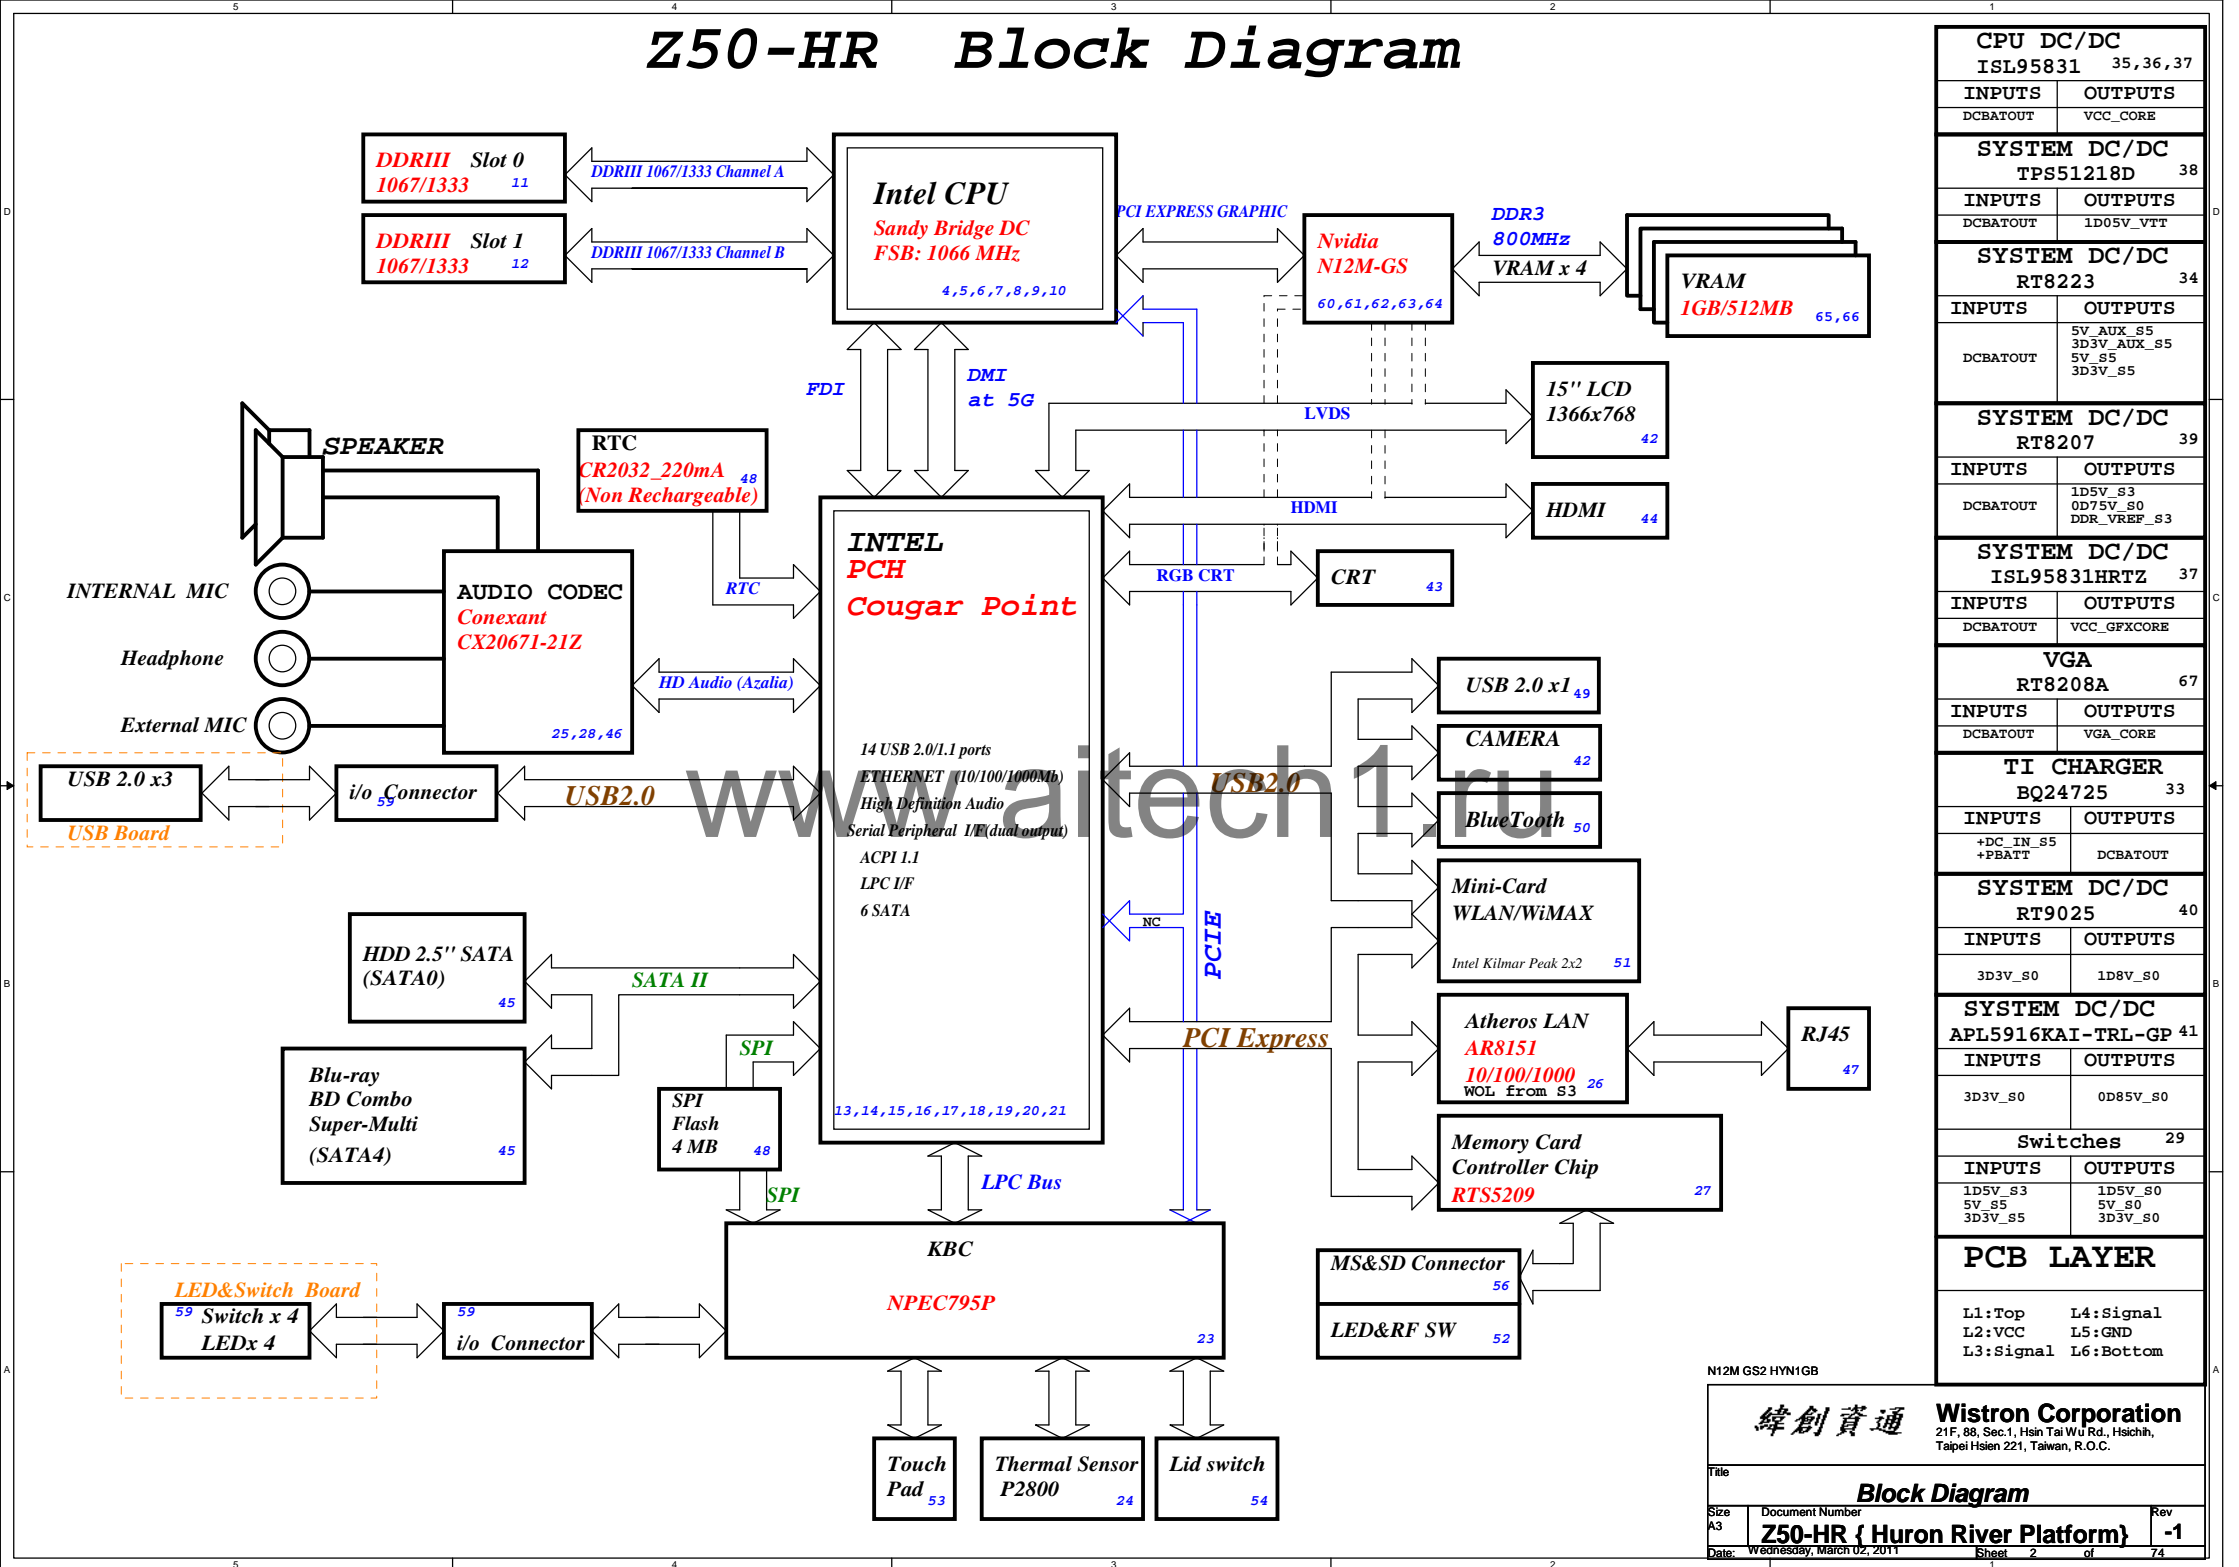 Z50-HR Block Diagram
DDRIII Slot 0
1067/1333 11
DDRIII 1067/1333 Channel A
DDRIII Slot 1
1067/1333 12
DDRIII 1067/1333 Channel B
Intel CPU
Sandy Bridge DC
FSB: 1066 MHz
4,5,6,7,8,9,10
PCI EXPRESS GRAPHIC
Nvidia
N12M-GS
60,61,62,63,64
DDR3
800MHz
VRAM x 4
VRAM
1GB/512MB
65,66
FDI
DMI
at 5G
LVDS
15'' LCD
1366x768
42
HDMI
HDMI
44
RGB CRT
CRT
43
SPEAKER
RTC
CR2032_220mA
48
(Non Rechargeable)
RTC
INTERNAL MIC
Headphone
External MIC
AUDIO CODEC
Conexant
CX20671-21Z
25,28,46
HD Audio (Azalia)
INTEL
PCH
Cougar Point
14 USB 2.0/1.1 ports
ETHERNET (10/100/1000Mb)
High Definition Audio
Serial Peripheral I/F(dual output)
ACPI 1.1
LPC I/F
6 SATA
13,14,15,16,17,18,19,20,21
USB 2.0 x3
USB Board
i/o Connector
59
USB2.0
www.aitech1.ru
USB2.0
USB 2.0 x1 49
CAMERA
42
BlueTooth 50
Mini-Card
WLAN/WiMAX
Intel Kilmar Peak 2x2 51
NC
PCIE
PCI Express
Atheros LAN
AR8151
10/100/1000 26
WOL from S3
RJ45
47
Memory Card
Controller Chip
RTS5209 27
MS&SD Connector
56
LED&RF SW 52
HDD 2.5'' SATA
(SATA0)
45
SATA II
Blu-ray
BD Combo
Super-Multi
(SATA4) 45
SPI
SPI
Flash
4 MB 48
SPI
LPC Bus
KBC
NPEC795P
23
LED&Switch Board
59 Switch x 4
LEDx 4
59
i/o Connector
Touch
Pad 53
Thermal Sensor
P2800 24
Lid switch
54
CPU DC/DC
ISL95831 35,36,37
INPUTS OUTPUTS
DCBATOUT VCC_CORE
SYSTEM DC/DC
TPS51218D 38
INPUTS OUTPUTS
DCBATOUT 1D05V_VTT
SYSTEM DC/DC
RT8223 34
INPUTS OUTPUTS
DCBATOUT
5V_AUX_S5
3D3V_AUX_S5
5V_S5
3D3V_S5
SYSTEM DC/DC
RT8207 39
INPUTS OUTPUTS
DCBATOUT
1D5V_S3
0D75V_S0
DDR_VREF_S3
SYSTEM DC/DC
ISL95831HRTZ 37
INPUTS OUTPUTS
DCBATOUT VCC_GFXCORE
VGA
RT8208A 67
INPUTS OUTPUTS
DCBATOUT VGA_CORE
TI CHARGER
BQ24725 33
INPUTS OUTPUTS
+DC_IN_S5
+PBATT DCBATOUT
SYSTEM DC/DC
RT9025 40
INPUTS OUTPUTS
3D3V_S0 1D8V_S0
SYSTEM DC/DC
APL5916KAI-TRL-GP 41
INPUTS OUTPUTS
3D3V_S0 0D85V_S0
Switches 29
INPUTS OUTPUTS
1D5V_S3 1D5V_S0
5V_S5 5V_S0
3D3V_S5 3D3V_S0
PCB LAYER
L1:Top L4:Signal
L2:VCC L5:GND
L3:Signal L6:Bottom
N12M GS2 HYN1GB
緯創資通 Wistron Corporation
21F, 88, Sec.1, Hsin Tai Wu Rd., Hsichih,
Taipei Hsien 221, Taiwan, R.O.C.
Title
Block Diagram
Size Document Number Rev
A3 Z50-HR { Huron River Platform} -1
Date: Wednesday, March 02, 2011 Sheet 2 of 74
5 4 3 2 1
D D
C C
B B
A A
5 4 3 2 1